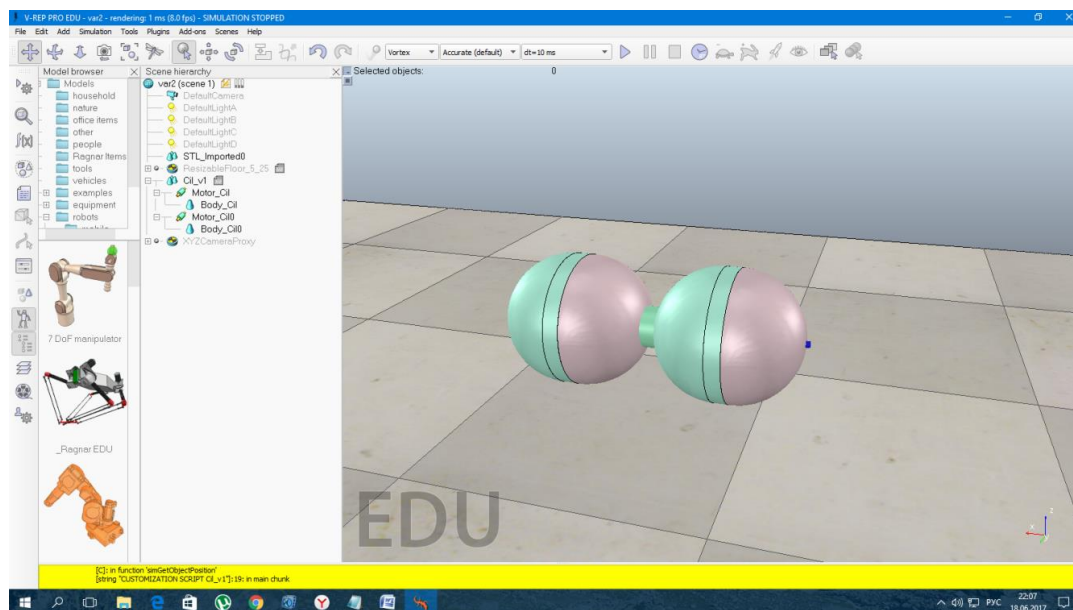 V-REP PRO EDU - var2 - rendering: 1 ms (8.0 fps) - SIMULATION STOPPED
File Edit Add Simulation Tools Plugins Add-ons Scenes Help
Vortex Accurate (default) dt=10 ms
Model browser
Models
household
nature
office items
other
people
Ragnar Items
tools
vehicles
examples
equipment
robots
7 DoF manipulator
_Ragnar EDU
Scene hierarchy
var2 (scene 1)
DefaultCamera
DefaultLightA
DefaultLightB
DefaultLightC
DefaultLightD
STL_Imported0
ResizableFloor_5_25
Cil_v1
Motor_Cil
Body_Cil
Motor_Cil0
Body_Cil0
XYZCameraProxy
Selected objects: 0
EDU
x
z
[C]: in function 'simGetObjectPosition'
[string "CUSTOMIZATION SCRIPT Cil_v1"]:19: in main chunk
РУС
22:07
18.06.2017